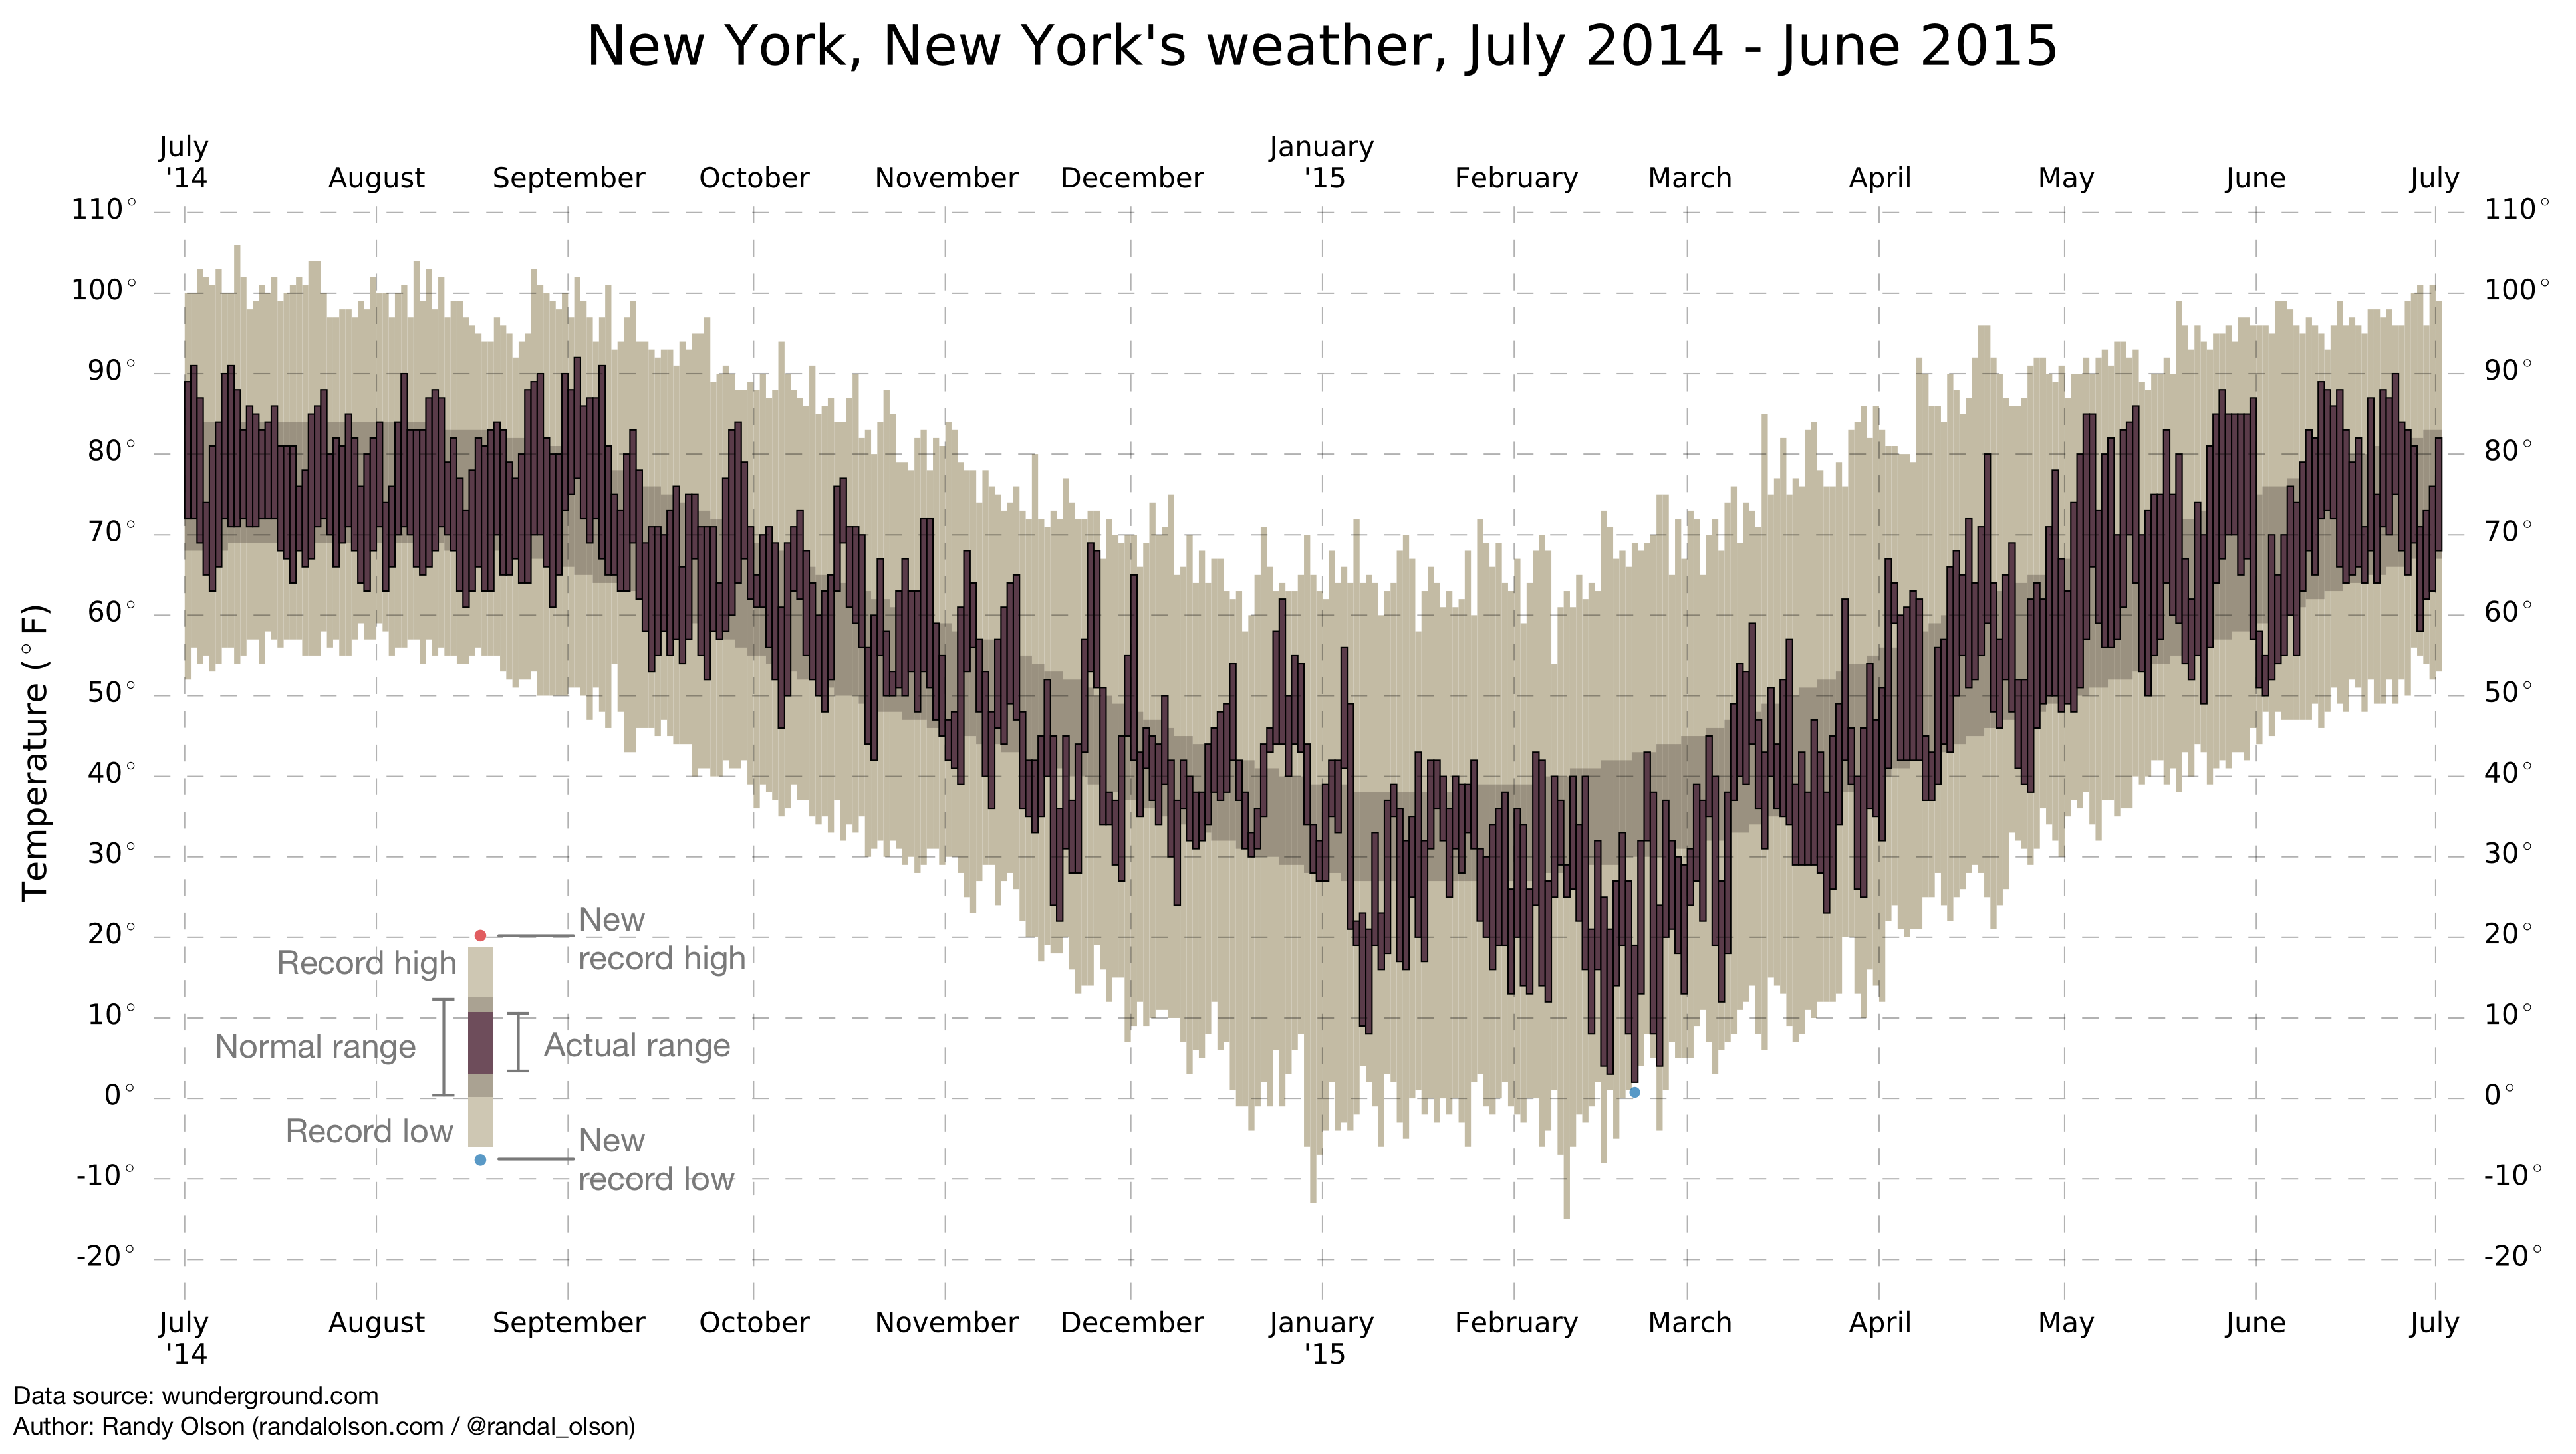 New York, New York's weather, July 2014 - June 2015
July January
'14 August September October November December '15 February March April May June July
110° 110°
100° 100°
90° 90°
80° 80°
70° 70°
60° 60°
50° 50°
40° 40°
30° 30°
20° 20°
10° 10°
0° 0°
-10° -10°
-20° -20°
Temperature (°F)
New
record high
Record high
Normal range
Actual range
Record low
New
record low
July August September October November December January February March April May June July
'14 '15
Data source: wunderground.com
Author: Randy Olson (randalolson.com / @randal_olson)